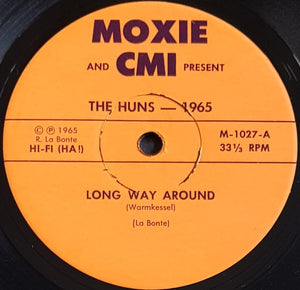 MOXIE
AND CMI PRESENT
THE HUNS — 1965
© ℗ 1965
R. La Bonte
HI-FI (HA!)
M-1027-A
33⅓ RPM
LONG WAY AROUND
(Warmkessel)
(La Bonte)